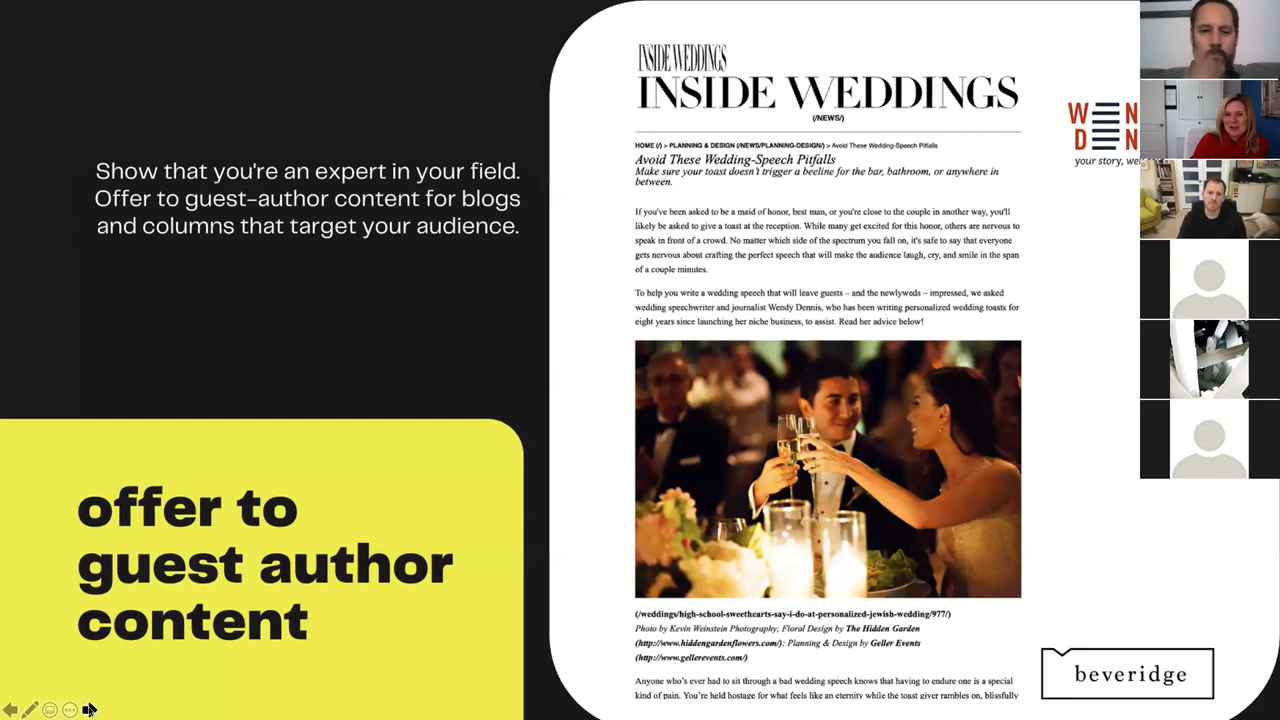 Show that you're an expert in your field.
Offer to guest-author content for blogs
and columns that target your audience.
offer to
guest author
content
INSIDE WEDDINGS
INSIDE WEDDINGS
(/NEWS/)
HOME (/) > PLANNING & DESIGN (/NEWS/PLANNING-DESIGN/) > Avoid These Wedding-Speech Pitfalls
Avoid These Wedding-Speech Pitfalls
Make sure your toast doesn't trigger a beeline for the bar, bathroom, or anywhere in
between.
If you've been asked to be a maid of honor, best man, or you're close to the couple in another way, you'll
likely be asked to give a toast at the reception. While many get excited for this honor, others are nervous to
speak in front of a crowd. No matter which side of the spectrum you fall on, it's safe to say that everyone
gets nervous about crafting the perfect speech that will make the audience laugh, cry, and smile in the span
of a couple minutes.
To help you write a wedding speech that will leave guests – and the newlyweds – impressed, we asked
wedding speechwriter and journalist Wendy Dennis, who has been writing personalized wedding toasts for
eight years since launching her niche business, to assist. Read her advice below!
(/weddings/high-school-sweethearts-say-i-do-at-personalized-jewish-wedding/977/)
Photo by Kevin Weinstein Photography; Floral Design by The Hidden Garden
(http://www.hiddengardenflowers.com/); Planning & Design by Geller Events
(http://www.gellerevents.com/)
Anyone who's ever had to sit through a bad wedding speech knows that having to endure one is a special
kind of pain. You're held hostage for what feels like an eternity while the toast giver rambles on, blissfully
W N
D N
your story, we
beveridge